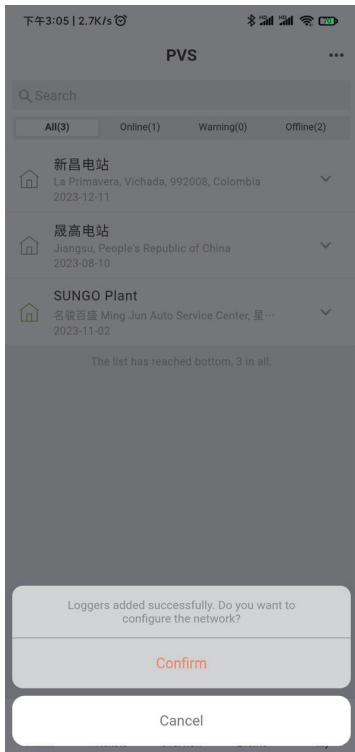 下午3:05 | 2.7K/s
PVS
Search
All(3) Online(1) Warning(0) Offline(2)
新昌电站
La Primavera, Vichada, 992008, Colombia
2023-12-11
晟高电站
Jiangsu, People's Republic of China
2023-08-10
SUNGO Plant
名骏百盛 Ming Jun Auto Service Center, 星…
2023-11-02
The list has reached bottom, 3 in all.
Loggers added successfully. Do you want to
configure the network?
Confirm
Cancel